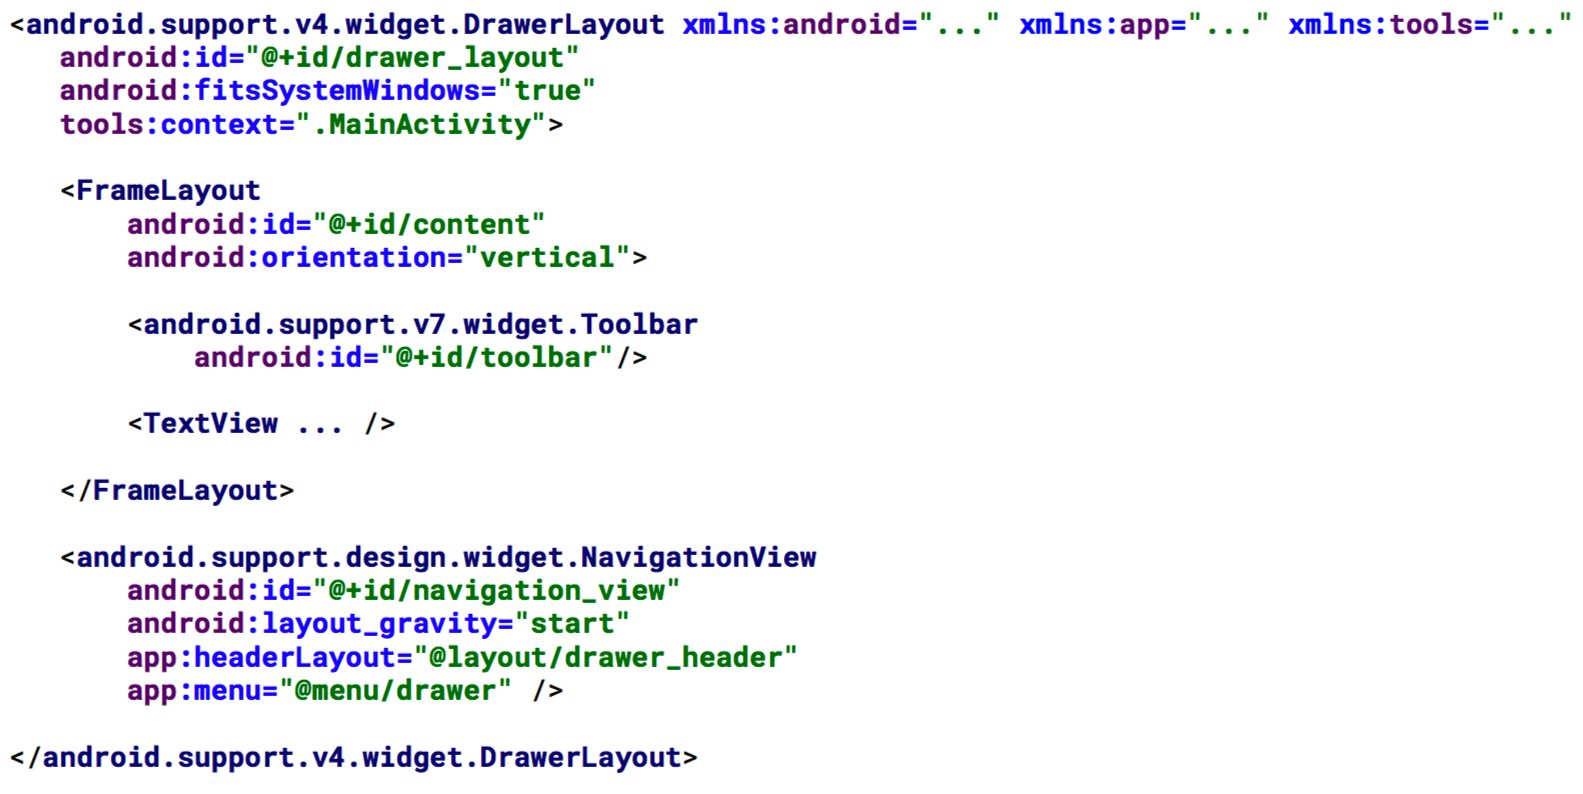 <android.support.v4.widget.DrawerLayout xmlns:android="..." xmlns:app="..." xmlns:tools="..."
android:id="@+id/drawer_layout"
android:fitsSystemWindows="true"
tools:context=".MainActivity">
<FrameLayout
android:id="@+id/content"
android:orientation="vertical">
<android.support.v7.widget.Toolbar
android:id="@+id/toolbar"/>
<TextView ... />
</FrameLayout>
<android.support.design.widget.NavigationView
android:id="@+id/navigation_view"
android:layout_gravity="start"
app:headerLayout="@layout/drawer_header"
app:menu="@menu/drawer" />
</android.support.v4.widget.DrawerLayout>